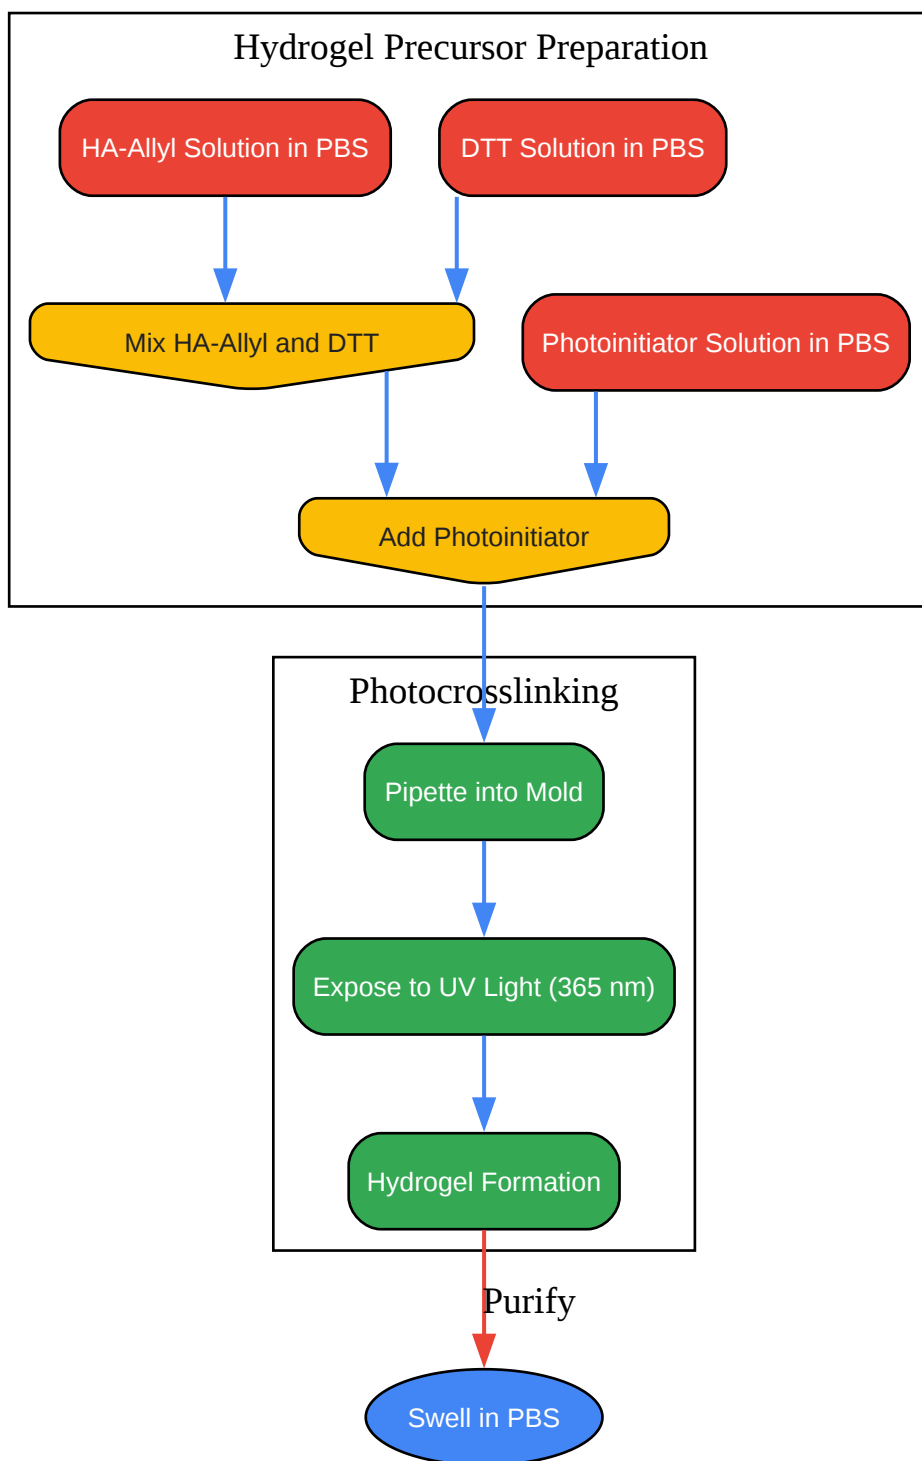 Hydrogel Precursor Preparation
HA-Allyl Solution in PBS
DTT Solution in PBS
Mix HA-Allyl and DTT
Photoinitiator Solution in PBS
Add Photoinitiator
Photocrosslinking
Pipette into Mold
Expose to UV Light (365 nm)
Hydrogel Formation
Purify
Swell in PBS